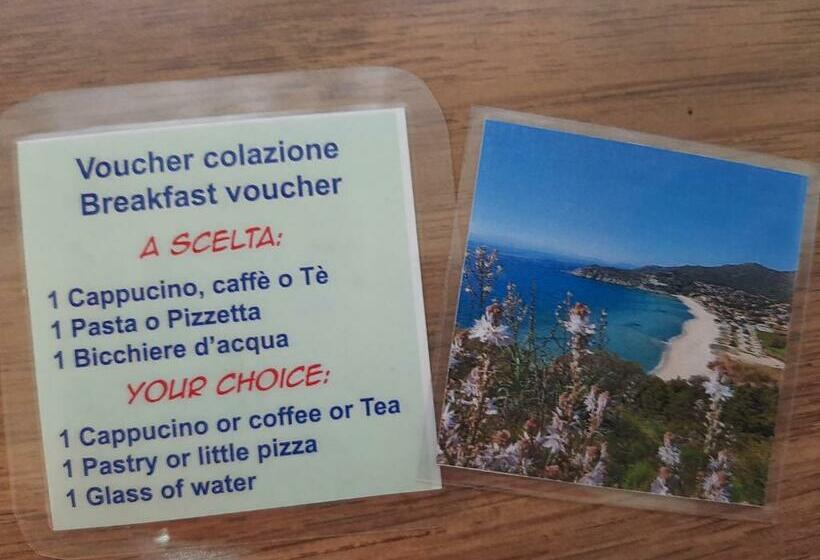 Voucher colazione
Breakfast voucher
A SCELTA:
1 Cappucino, caffè o Tè
1 Pasta o Pizzetta
1 Bicchiere d'acqua
YOUR CHOICE:
1 Cappucino or coffee or Tea
1 Pastry or little pizza
1 Glass of water